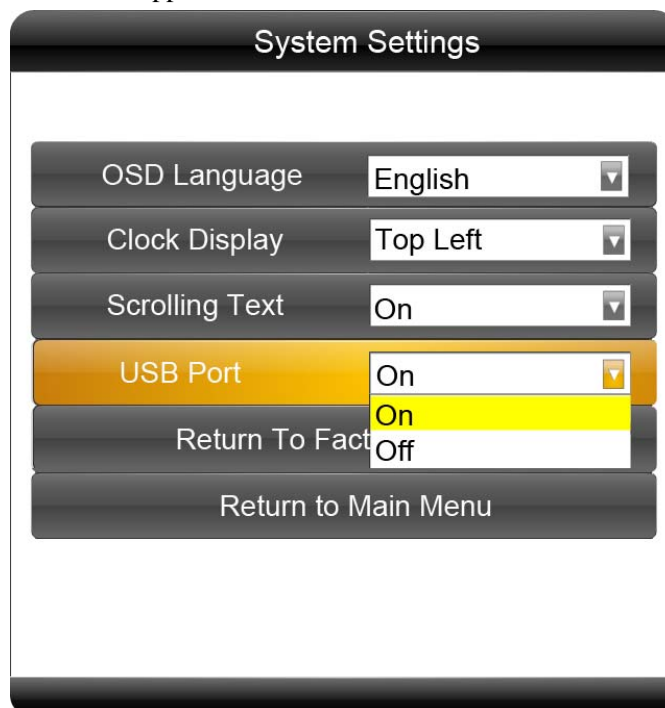 System Settings
OSD Language English
Clock Display Top Left
Scrolling Text On
USB Port On
On
Return To Fact
Off
Return to Main Menu